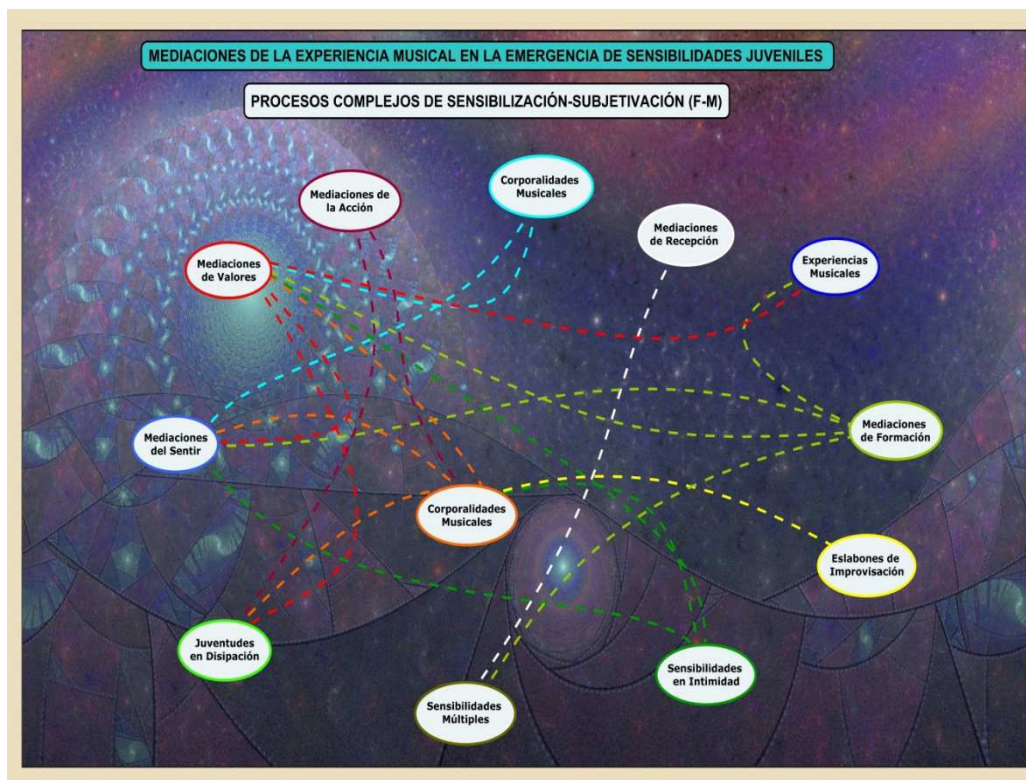 MEDIACIONES DE LA EXPERIENCIA MUSICAL EN LA EMERGENCIA DE SENSIBILIDADES JUVENILES
PROCESOS COMPLEJOS DE SENSIBILIZACIÓN-SUBJETIVACIÓN (F-M)
Mediaciones de
la Acción
Corporalidades
Musicales
Mediaciones
de Recepción
Mediaciones
de Valores
Experiencias
Musicales
Mediaciones
del Sentir
Mediaciones
de Formación
Corporalidades
Musicales
Eslabones de
Improvisación
Juventudes
en Disipación
Sensibilidades
en Intimidad
Sensibilidades
Múltiples